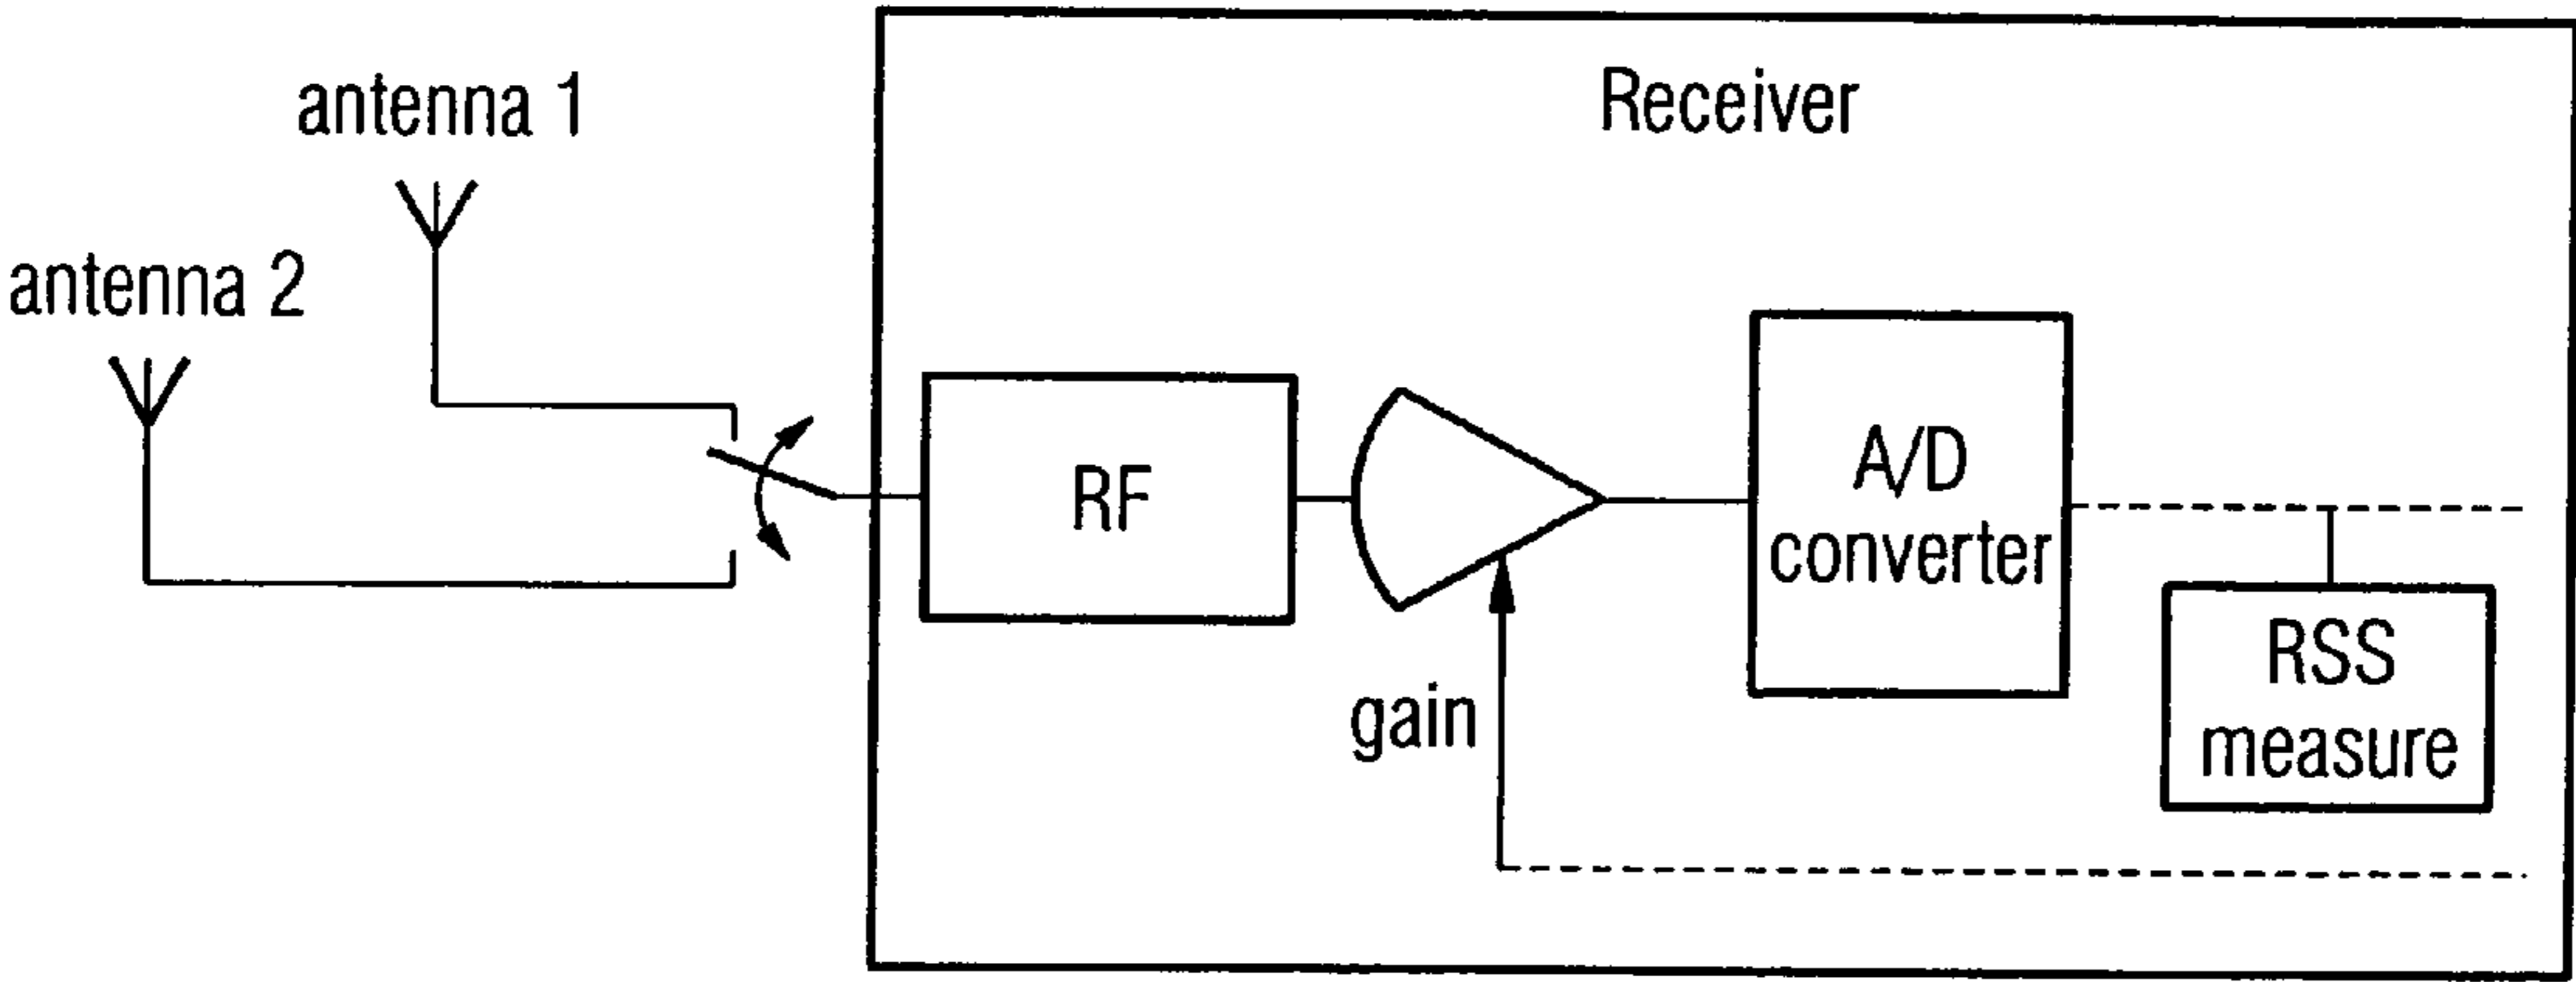 Receiver
antenna 1
antenna 2
RF
A/D
converter
RSS
measure
gain